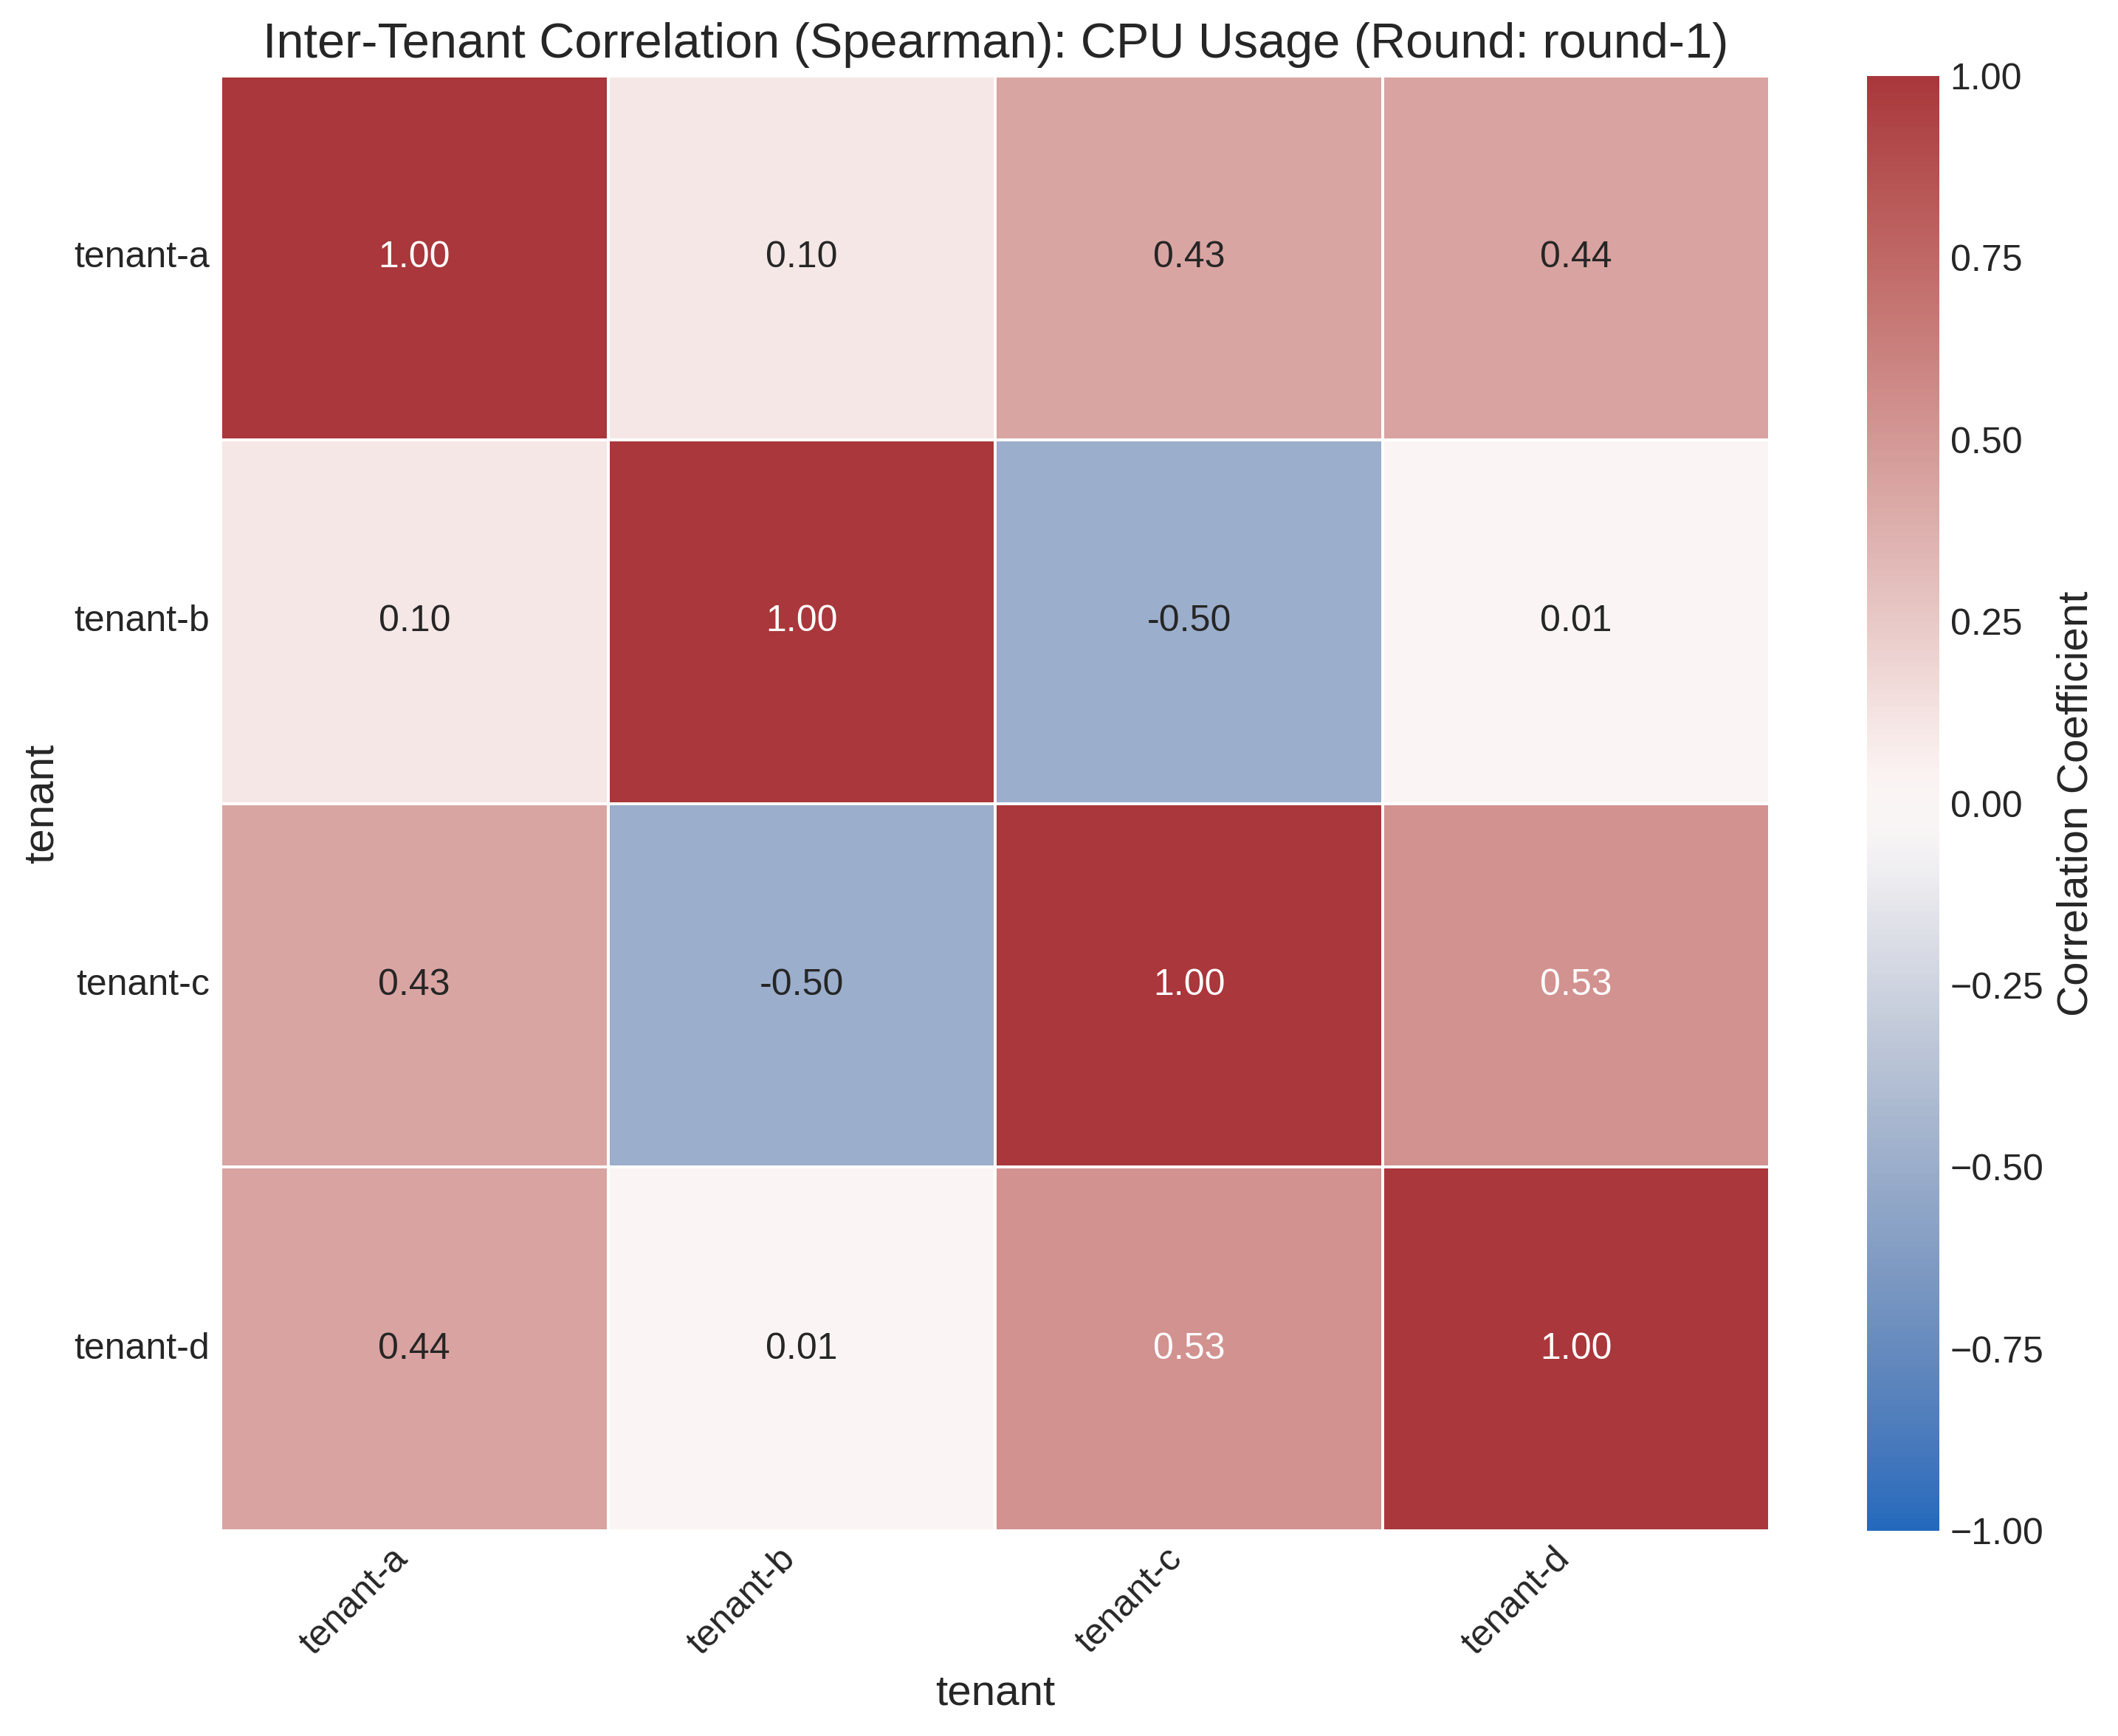 Inter-Tenant Correlation (Spearman): CPU Usage (Round: round-1)
tenant
tenant-a
1.00
0.10
0.43
0.44
tenant-b
0.10
1.00
-0.50
0.01
tenant-c
0.43
-0.50
1.00
0.53
tenant-d
0.44
0.01
0.53
1.00
tenant-a
tenant-b
tenant-c
tenant-d
tenant
1.00
0.75
0.50
0.25
0.00
−0.25
−0.50
−0.75
−1.00
Correlation Coefficient